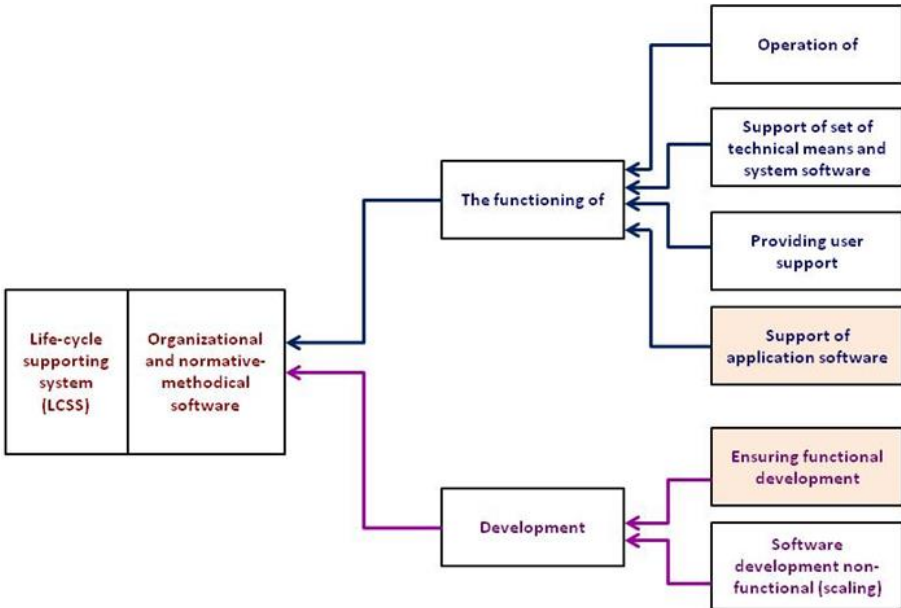 Operation of
Support of set of
technical means and
system software
The functioning of
Providing user
support
Life-cycle
supporting
system
(LCSS)
Organizational
and normative-
methodical
software
Support of
application software
Ensuring functional
development
Development
Software
development non-
functional (scaling)